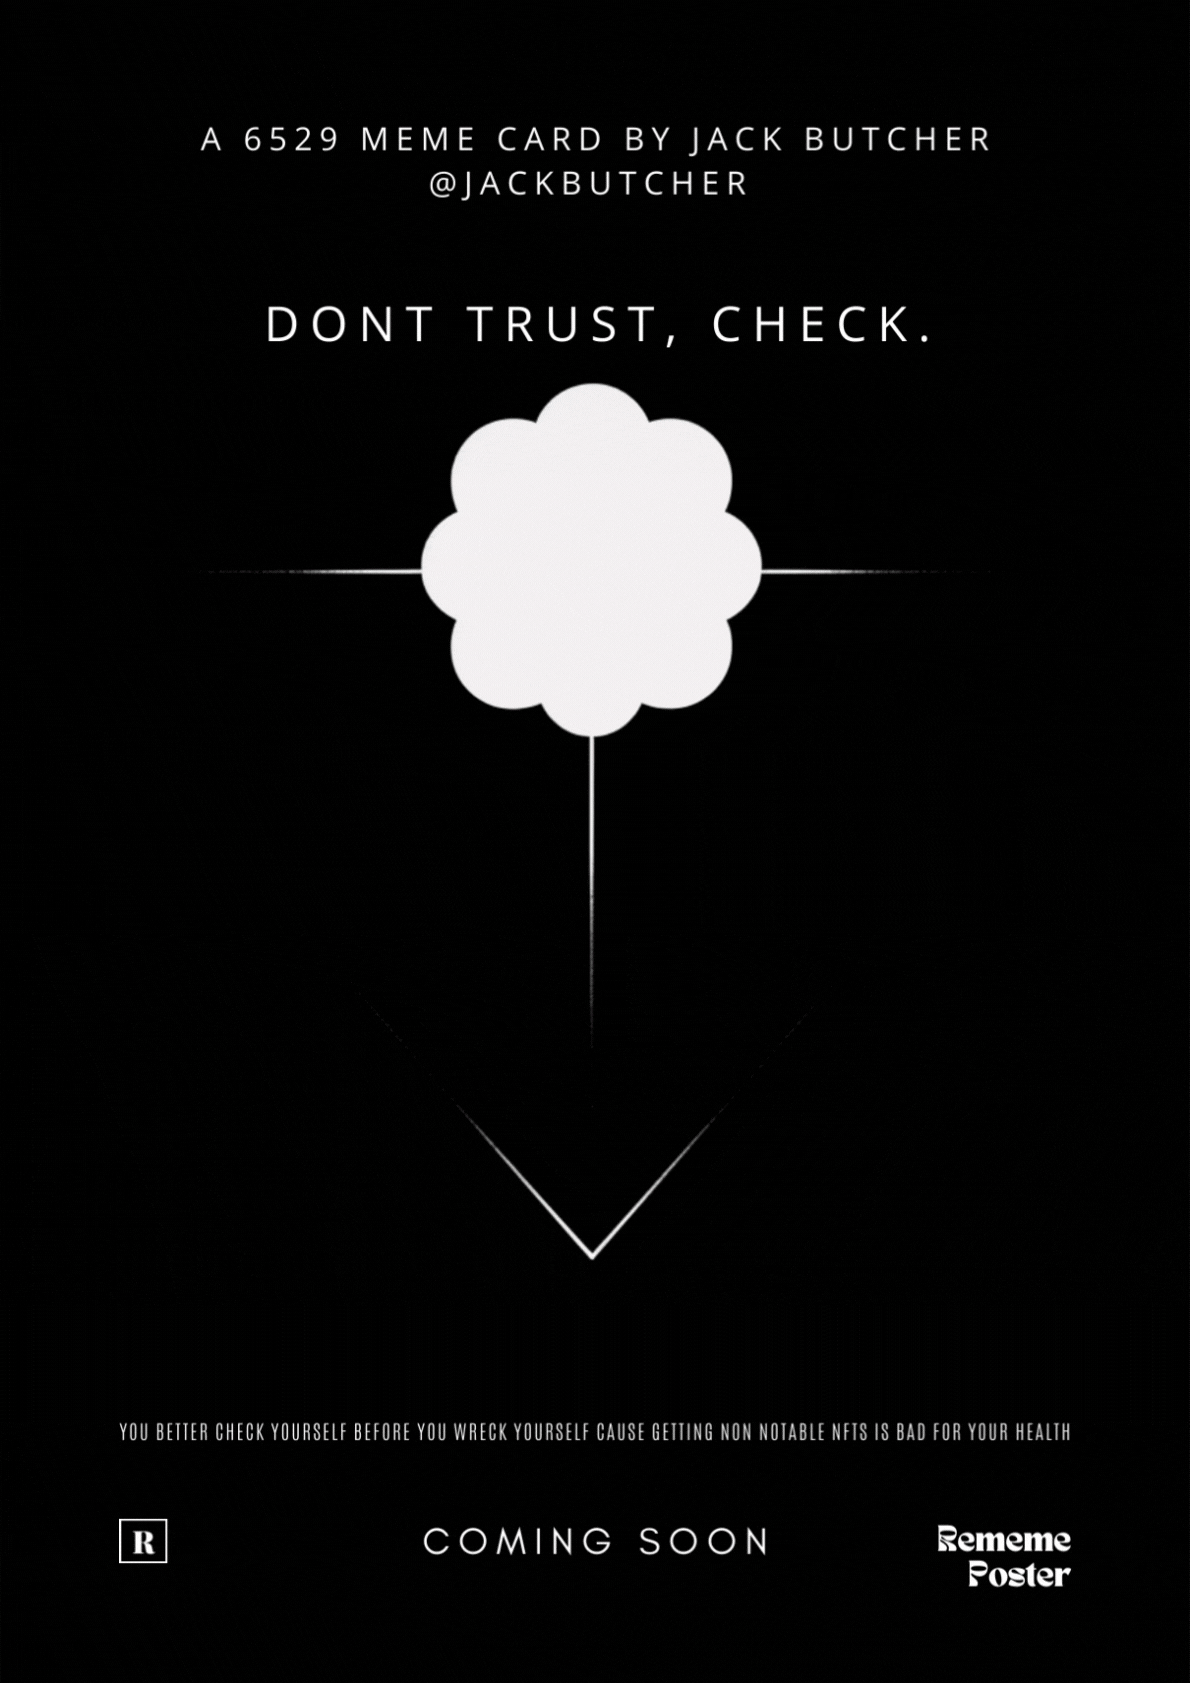 A 6529 MEME CARD BY JACK BUTCHER
@JACKBUTCHER
DONT TRUST, CHECK.
YOU BETTER CHECK YOURSELF BEFORE YOU WRECK YOURSELF CAUSE GETTING NON NOTABLE NFTS IS BAD FOR YOUR HEALTH
R
COMING SOON
Rememe
Poster